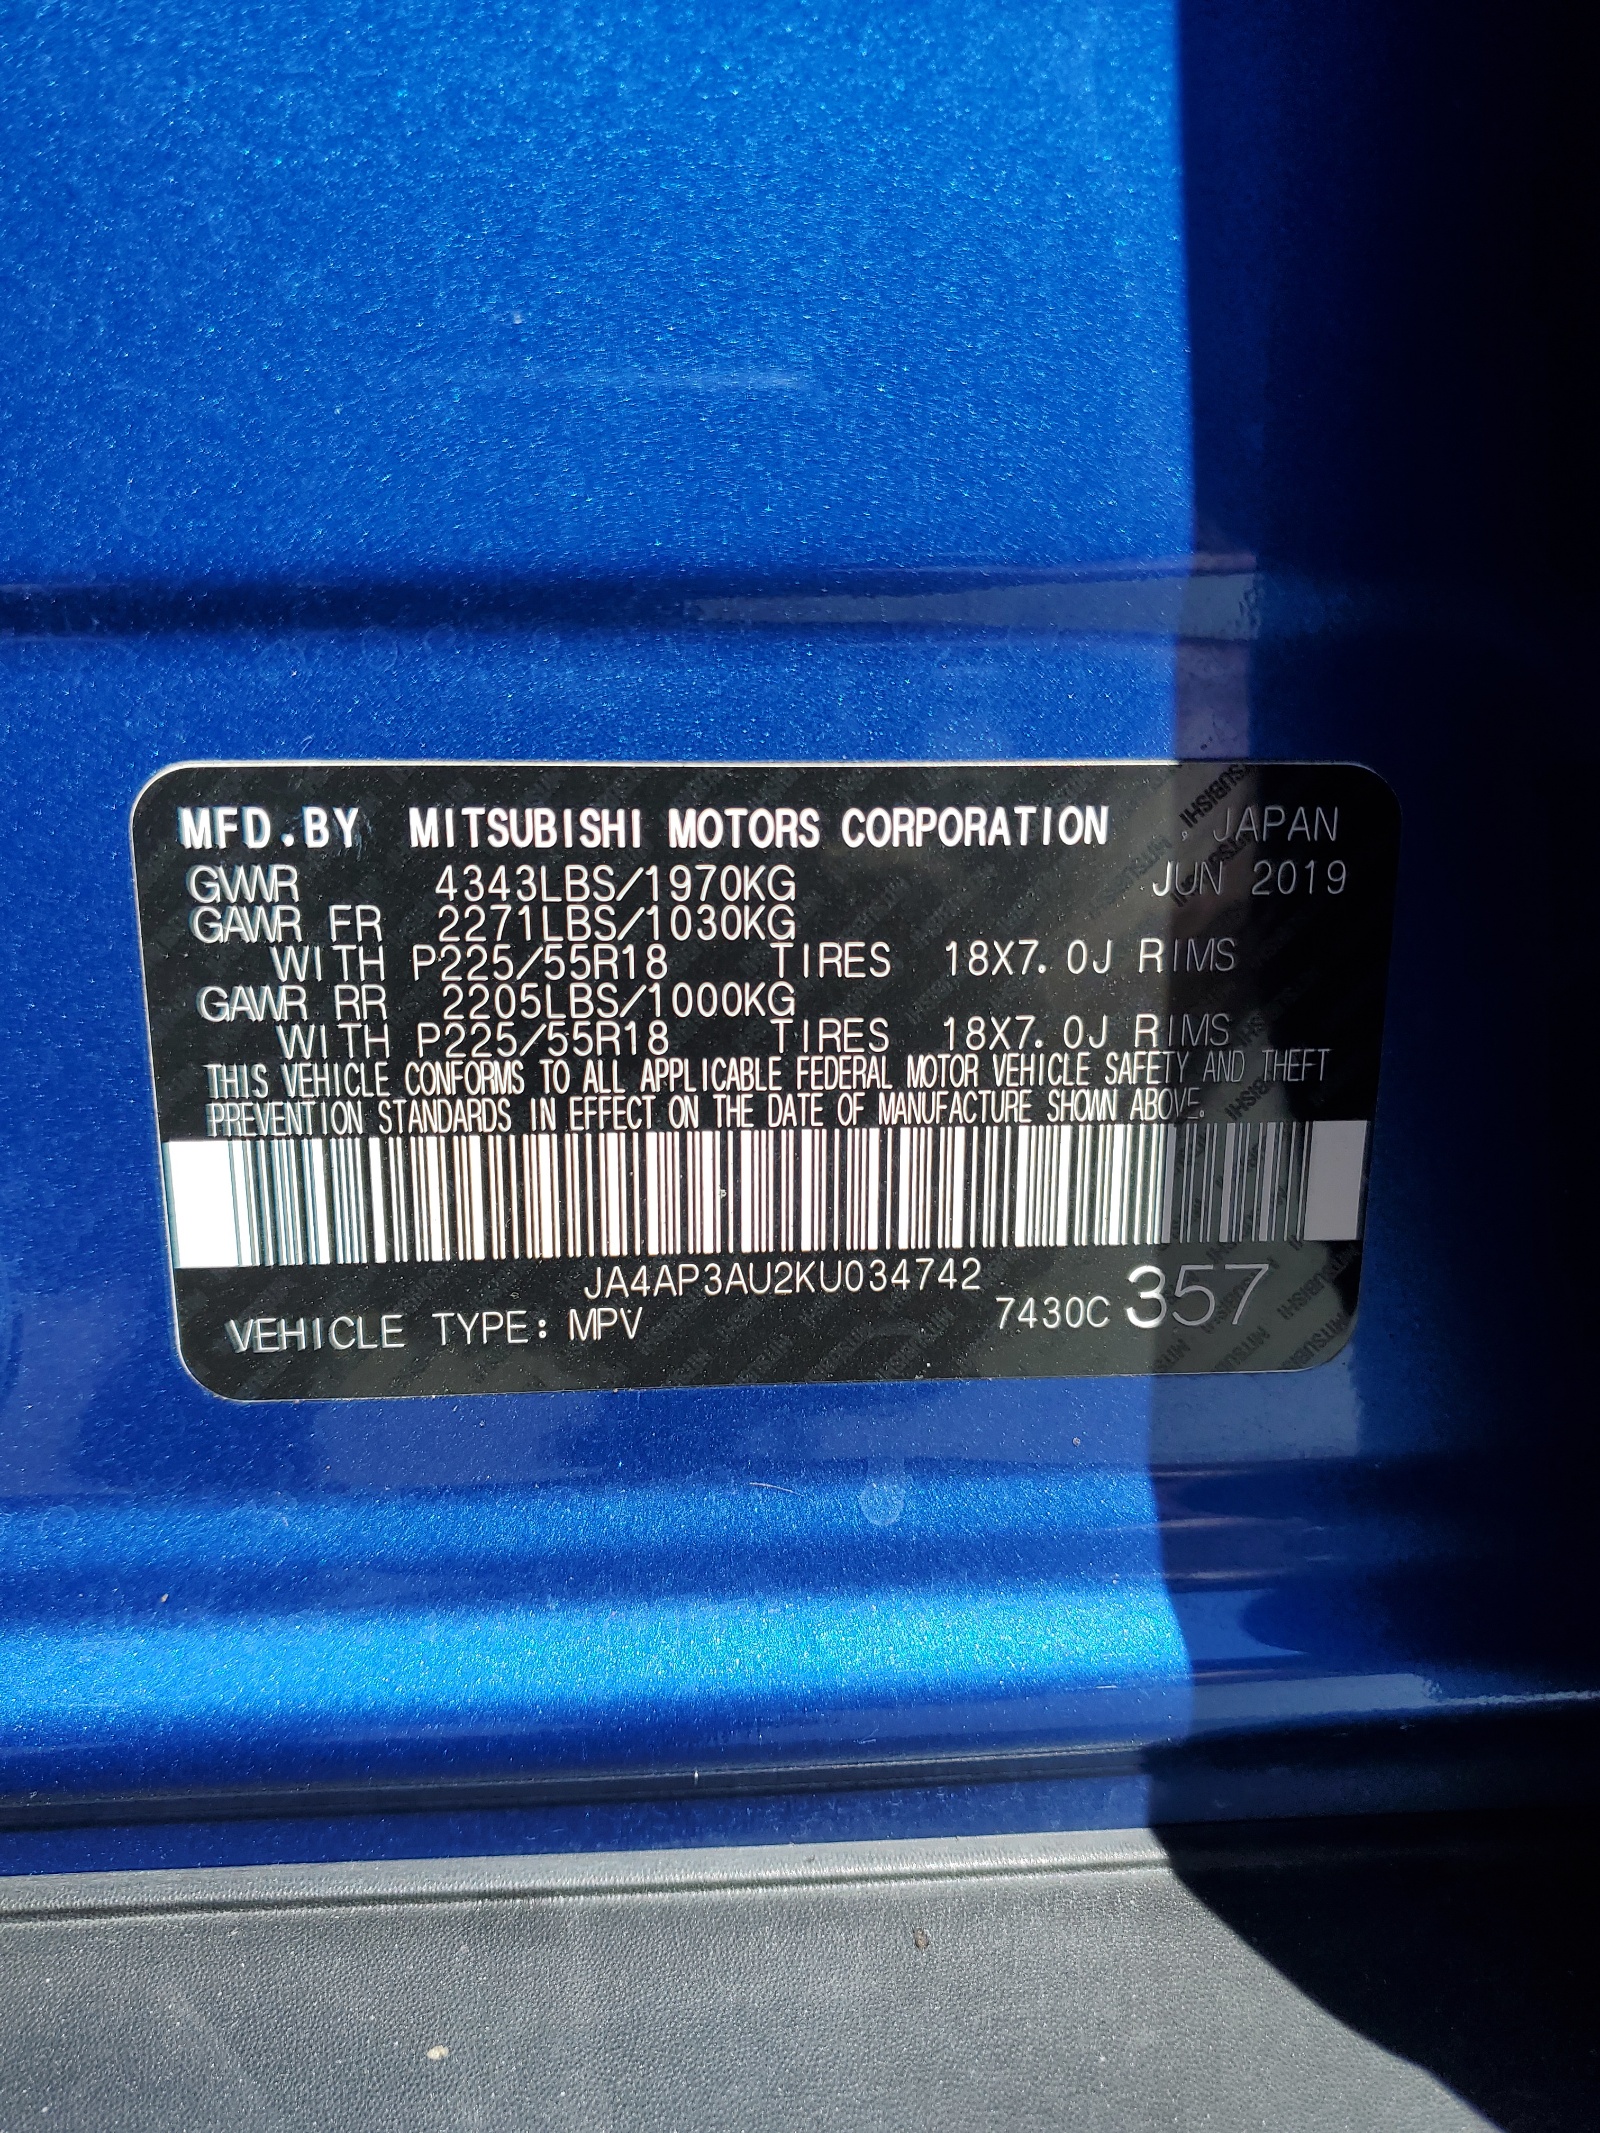 MFD.BY MITSUBISHI MOTORS CORPORATION , JAPAN
GVWR 4343LBS/1970KG JUN 2019
GAWR FR 2271LBS/1030KG
WITH P225/55R18 TIRES 18X7.0J RIMS
GAWR RR 2205LBS/1000KG
WITH P225/55R18 TIRES 18X7.0J RIMS
THIS VEHICLE CONFORMS TO ALL APPLICABLE FEDERAL MOTOR VEHICLE SAFETY AND THEFT
PREVENTION STANDARDS IN EFFECT ON THE DATE OF MANUFACTURE SHOWN ABOVE.
JA4AP3AU2KU034742
VEHICLE TYPE: MPV 7430C 357